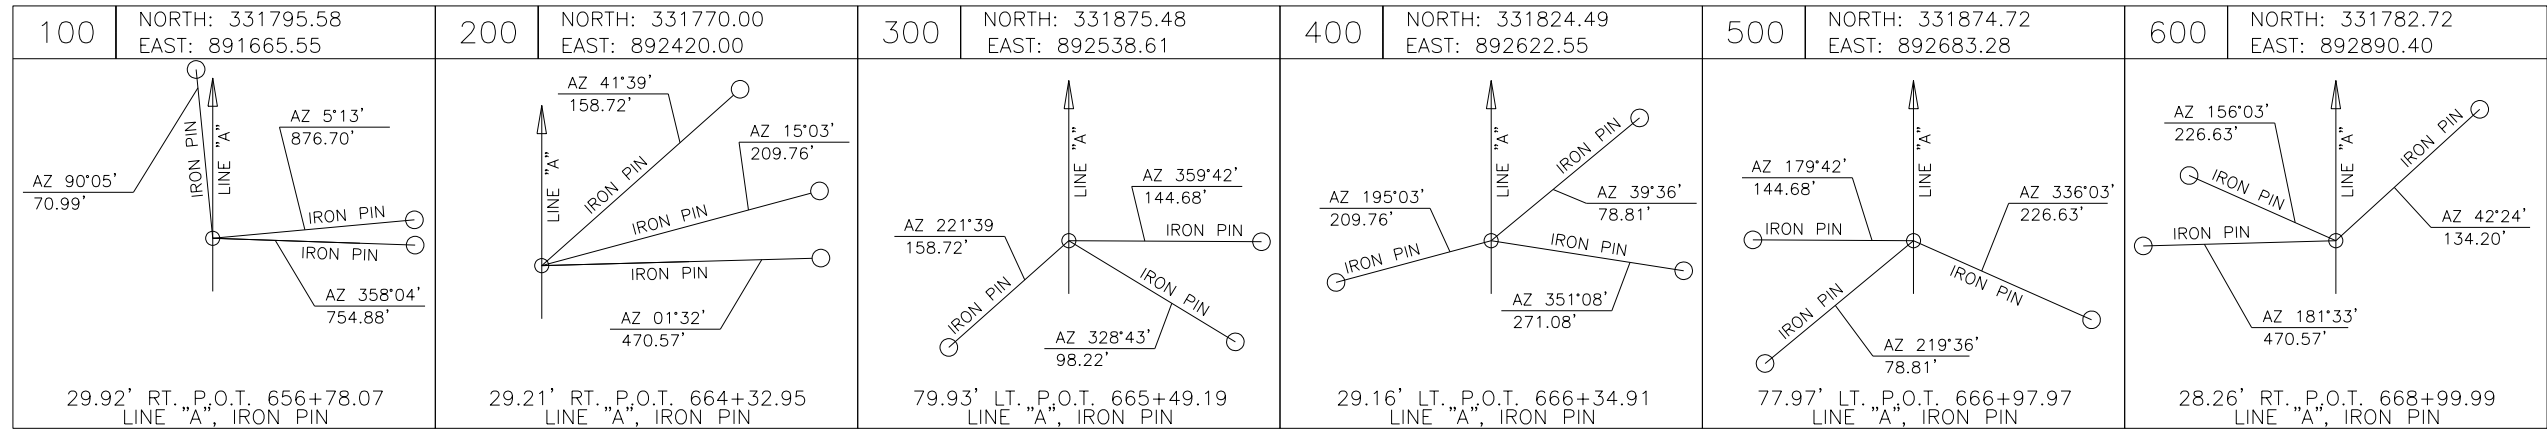 100
NORTH: 331795.58
EAST: 891665.55
IRON PIN
LINE "A"
AZ 5°13'
876.70'
AZ 90°05'
70.99'
IRON PIN
IRON PIN
AZ 358°04'
754.88'
29.92' RT. P.O.T. 656+78.07
LINE "A", IRON PIN
200
NORTH: 331770.00
EAST: 892420.00
AZ 41°39'
158.72'
LINE "A"
IRON PIN
AZ 15°03'
209.76'
IRON PIN
IRON PIN
AZ 01°32'
470.57'
29.21' RT. P.O.T. 664+32.95
LINE "A", IRON PIN
300
NORTH: 331875.48
EAST: 892538.61
LINE "A"
AZ 359°42'
144.68'
AZ 221°39
158.72'
IRON PIN
IRON PIN
IRON PIN
AZ 328°43'
98.22'
79.93' LT. P.O.T. 665+49.19
LINE "A", IRON PIN
400
NORTH: 331824.49
EAST: 892622.55
LINE "A"
IRON PIN
AZ 195°03'
209.76'
AZ 39°36'
78.81'
IRON PIN
IRON PIN
AZ 351°08'
271.08'
29.16' LT. P.O.T. 666+34.91
LINE "A", IRON PIN
500
NORTH: 331874.72
EAST: 892683.28
LINE "A"
AZ 179°42'
144.68'
AZ 336°03'
226.63'
IRON PIN
IRON PIN
IRON PIN
AZ 219°36'
78.81'
77.97' LT. P.O.T. 666+97.97
LINE "A", IRON PIN
600
NORTH: 331782.72
EAST: 892890.40
AZ 156°03'
226.63'
LINE "A"
IRON PIN
IRON PIN
AZ 42°24'
134.20'
IRON PIN
AZ 181°33'
470.57'
28.26' RT. P.O.T. 668+99.99
LINE "A", IRON PIN